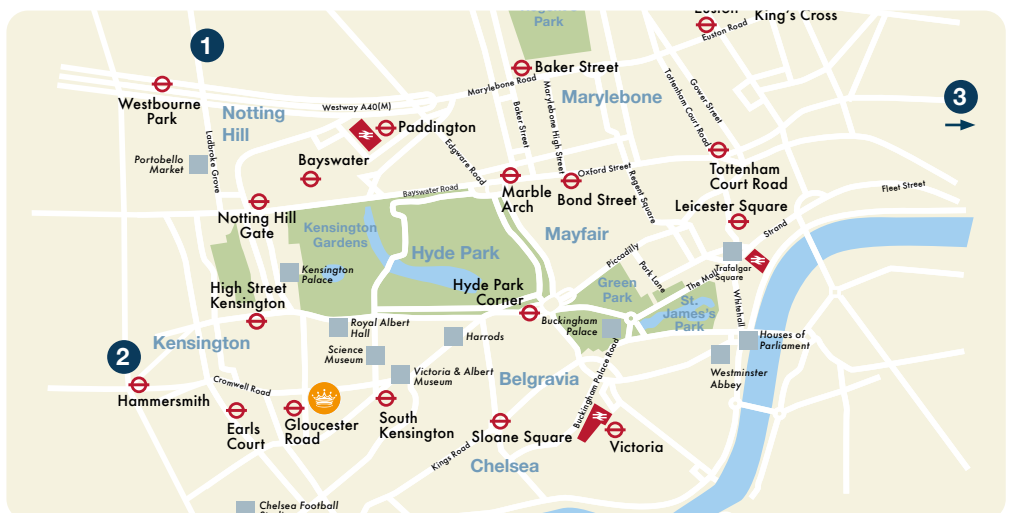 Park
Euston
King's Cross
Euston Road
1
Baker Street
Marylebone Road
Westbourne
Park
Notting
Hill
Westway A40(M)
Marylebone
3
Tottenham Court Road
Gower Street
Baker Street
Marylebone High Street
Paddington
Ladbrake Grove
Portobello
Market
Bayswater
Edgware Road
Oxford Street
Tottenham
Court Road
Bayswater Road
Marble
Arch
Bond Street
Regent Square
Fleet Street
Leicester Square
Notting Hill
Gate
Kensington
Gardens
Mayfair
Strand
Hyde Park
Piccadilly
Park Lane
Trafalgar
Square
Kensington
Palace
High Street
Kensington
Hyde Park
Corner
Green
Park
The Mall
St.
James's
Park
Whitehall
Royal Albert
Hall
Buckingham
Palace
Harrods
Houses of
Parliament
Kensington
2
Science
Museum
Victoria & Albert
Museum
Belgravia
Buckingham Palace Road
Westminster
Abbey
Hammersmith
Cromwell Road
Earls
Court
Gloucester
Road
South
Kensington
Sloane Square
Victoria
Kings Road
Chelsea
Chelsea Football